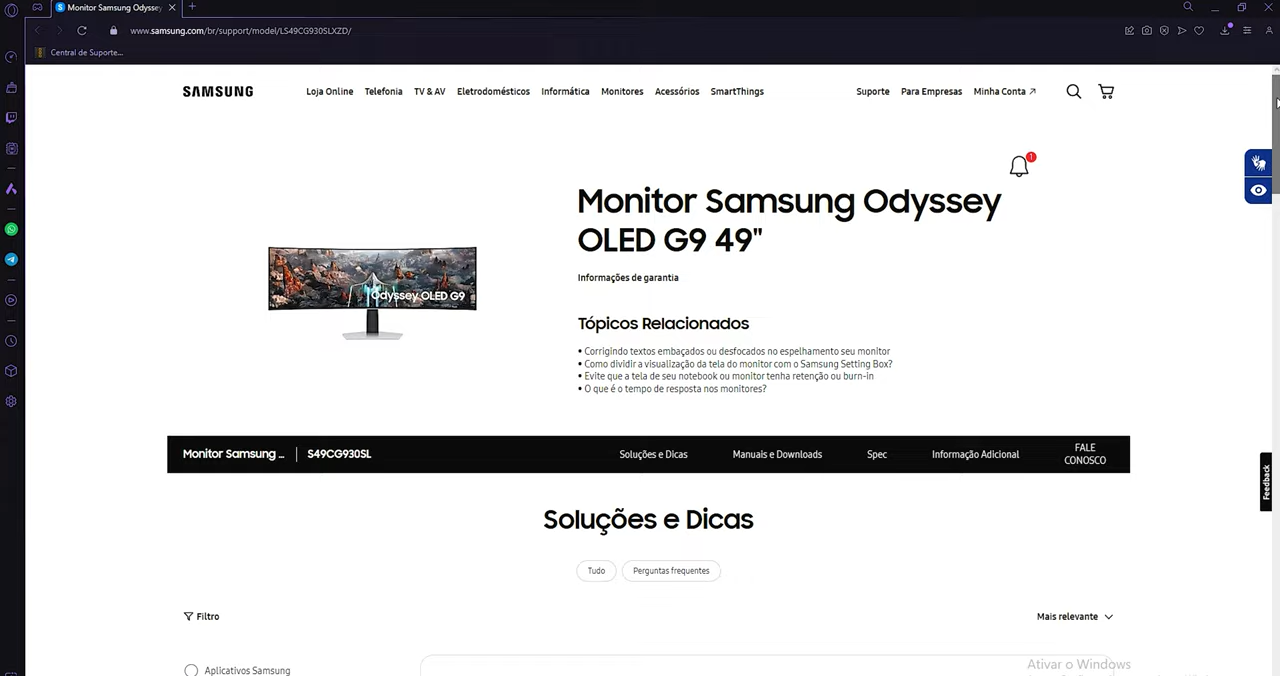 Monitor Samsung Odyssey
www.samsung.com/br/support/model/LS49CG930SLXZD/
Central de Suporte...
SAMSUNG
Loja Online Telefonia TV & AV Eletrodomésticos Informática Monitores Acessórios SmartThings
Suporte Para Empresas Minha Conta
1
Monitor Samsung Odyssey
OLED G9 49"
Odyssey OLED G9
Informações de garantia
Tópicos Relacionados
• Corrigindo textos embaçados ou desfocados no espelhamento seu monitor
• Como dividir a visualização da tela do monitor com o Samsung Setting Box?
• Evite que a tela de seu notebook ou monitor tenha retenção ou burn-in
• O que é o tempo de resposta nos monitores?
Monitor Samsung ... S49CG930SL Soluções e Dicas Manuais e Downloads Spec Informação Adicional FALE
CONOSCO
Feedback
Soluções e Dicas
Tudo Perguntas frequentes
Filtro Mais relevante
Aplicativos Samsung
Ativar o Windows